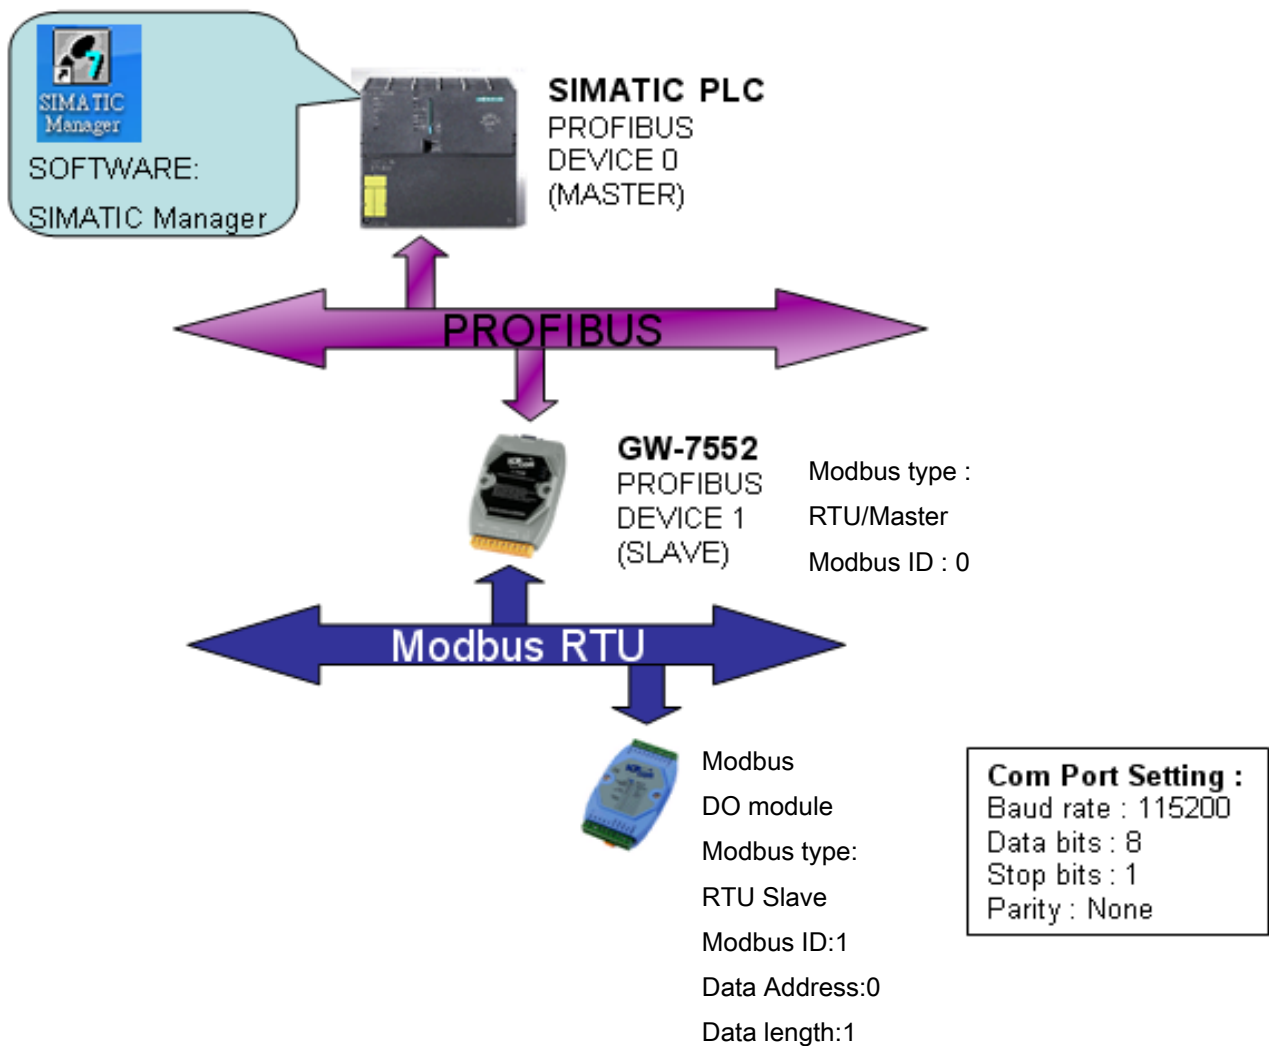 SIMATIC
Manager
SOFTWARE:
SIMATIC Manager
SIMATIC PLC
PROFIBUS
DEVICE 0
(MASTER)
PROFIBUS
GW-7552
PROFIBUS
DEVICE 1
(SLAVE)
Modbus type :
RTU/Master
Modbus ID : 0
Modbus RTU
Modbus
DO module
Modbus type:
RTU Slave
Modbus ID:1
Data Address:0
Data length:1
Com Port Setting :
Baud rate : 115200
Data bits : 8
Stop bits : 1
Parity : None